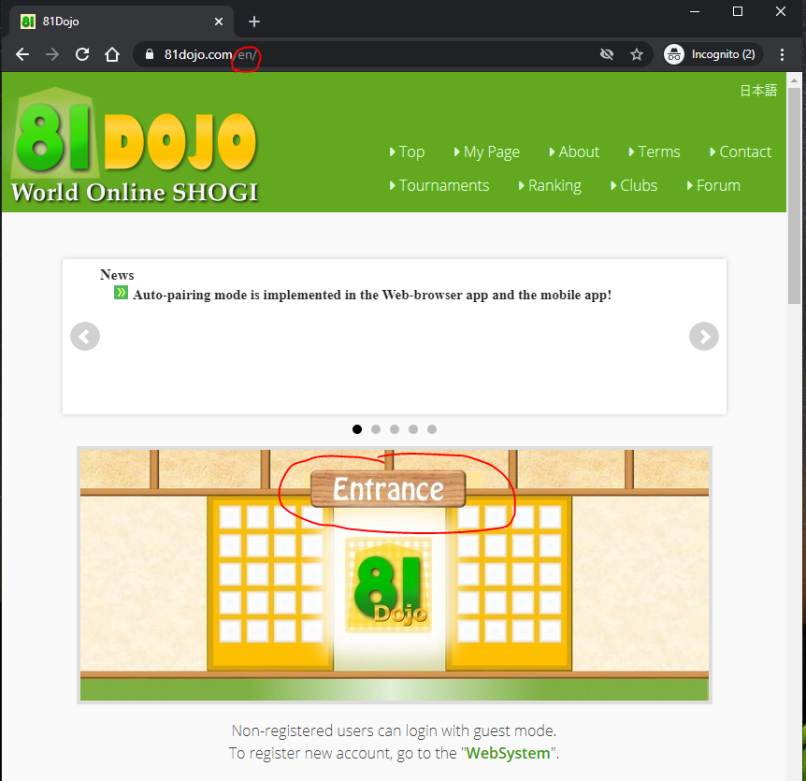 81Dojo
81dojo.com/en/
Incognito (2)
日本語
81 DOJO
World Online SHOGI
Top My Page About Terms Contact
Tournaments Ranking Clubs Forum
News
Auto-pairing mode is implemented in the Web-browser app and the mobile app!
Entrance
81
Dojo
Non-registered users can login with guest mode.
To register new account, go to the "WebSystem".